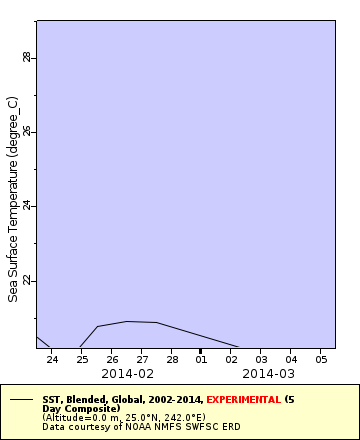 28
26
24
22
Sea Surface Temperature (degree_C)
24 25 26 27 28 01 02 03 04 05
2014-02 2014-03
SST, Blended, Global, 2002-2014, EXPERIMENTAL (5
Day Composite)
(Altitude=0.0 m, 25.0°N, 242.0°E)
Data courtesy of NOAA NMFS SWFSC ERD